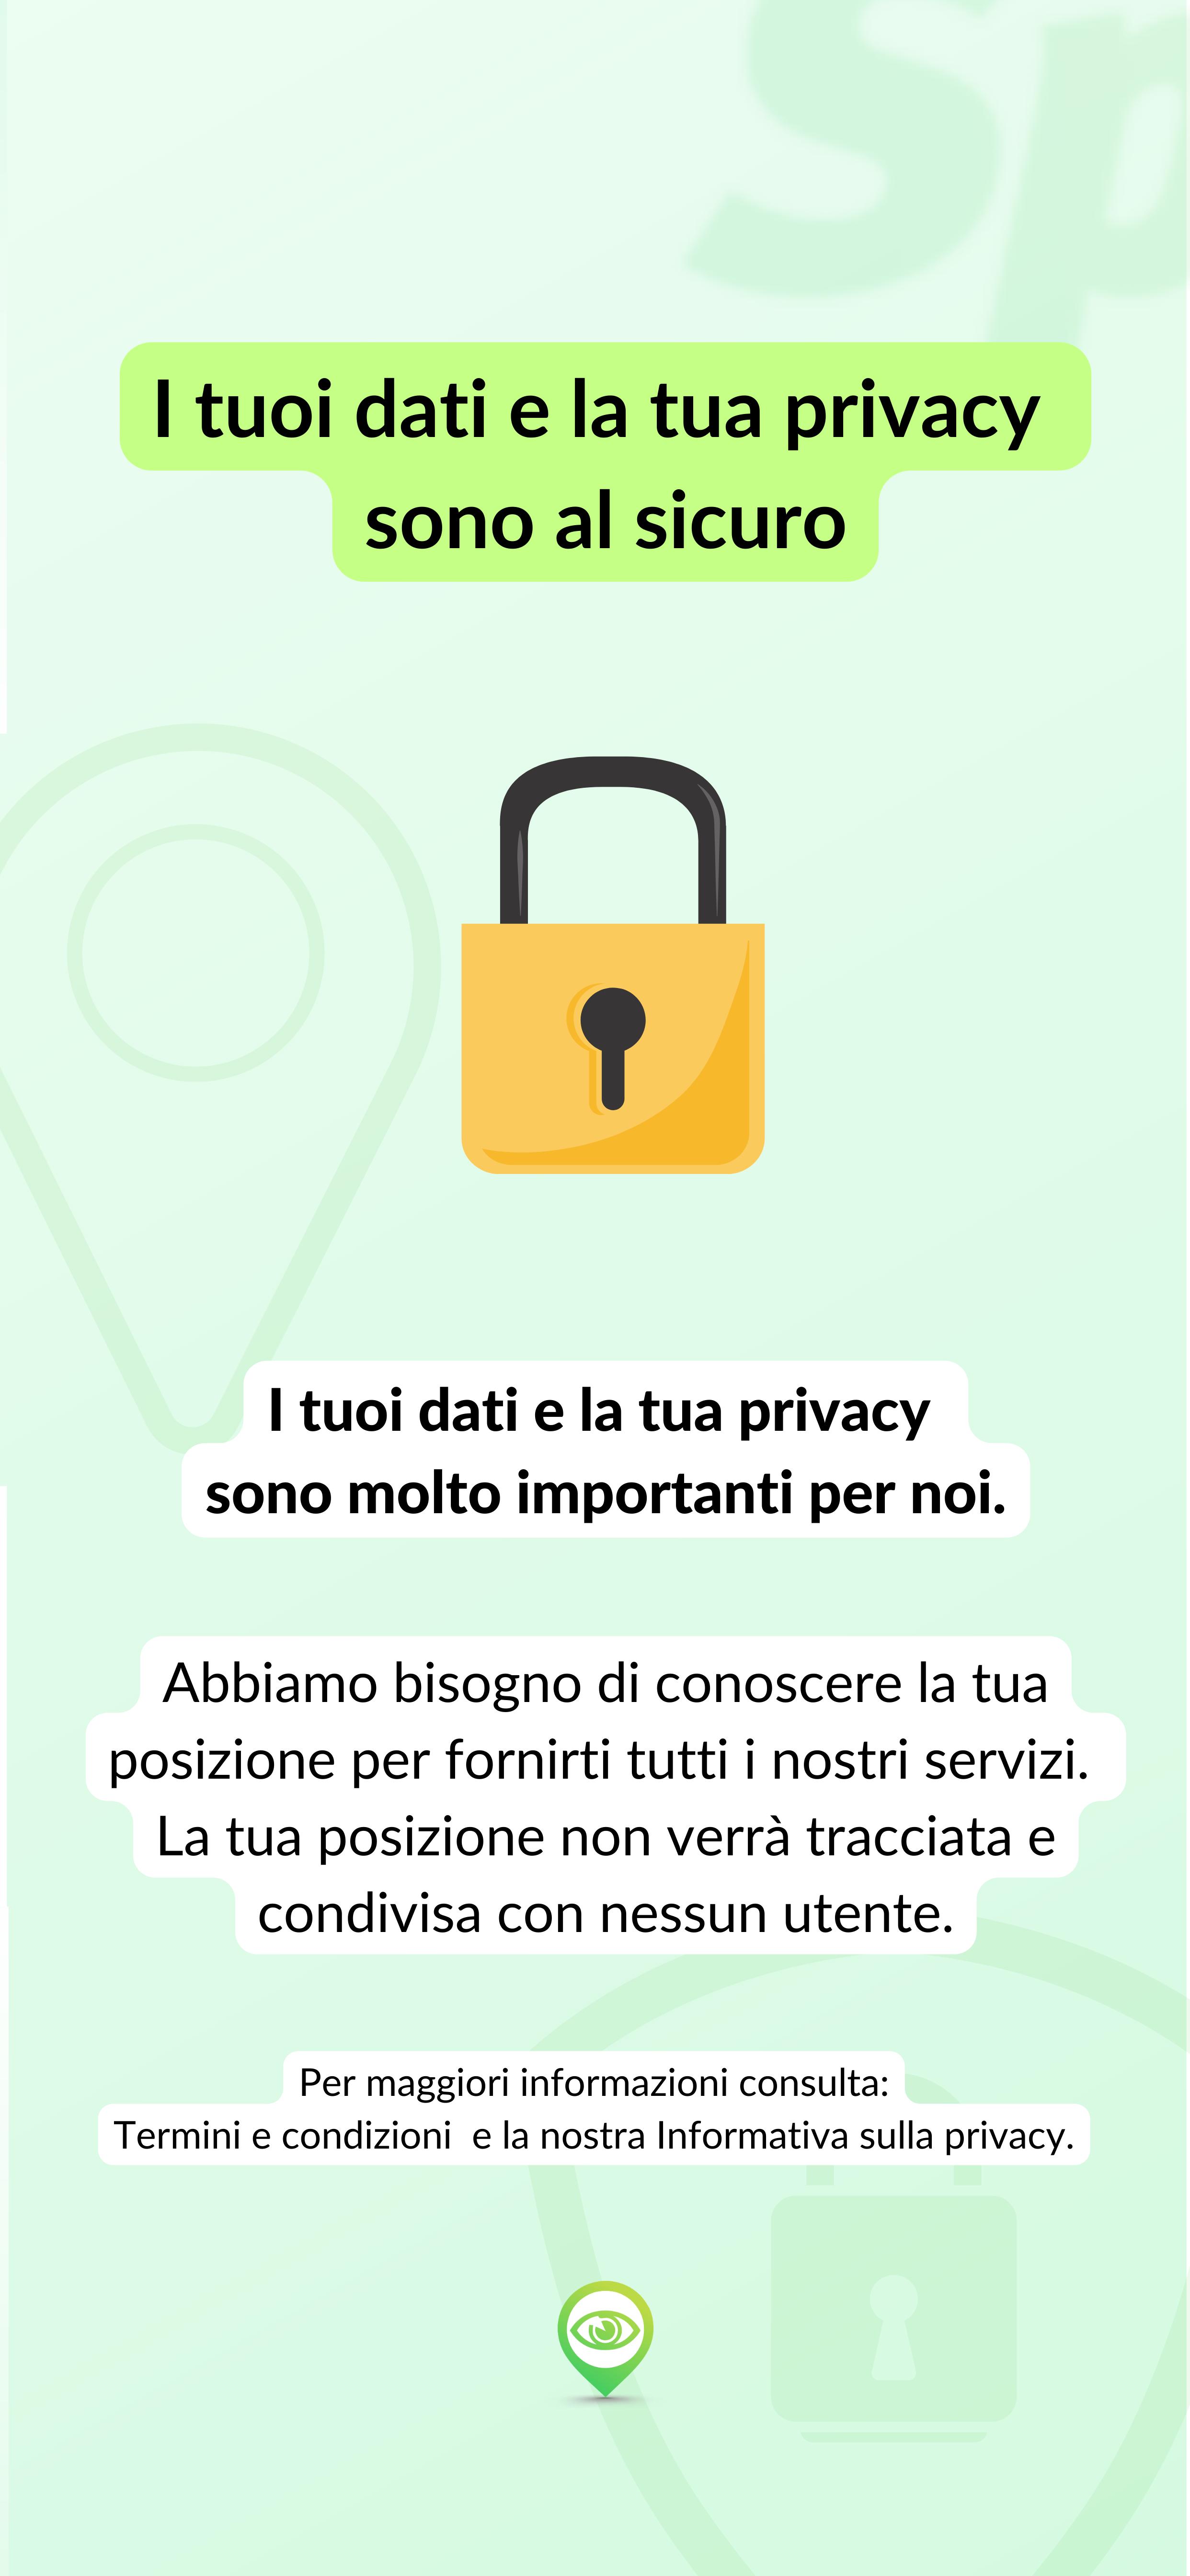 Sp
I tuoi dati e la tua privacy
sono al sicuro
I tuoi dati e la tua privacy
sono molto importanti per noi.
Abbiamo bisogno di conoscere la tua
posizione per fornirti tutti i nostri servizi.
La tua posizione non verrà tracciata e
condivisa con nessun utente.
Per maggiori informazioni consulta:
Termini e condizioni  e la nostra Informativa sulla privacy.